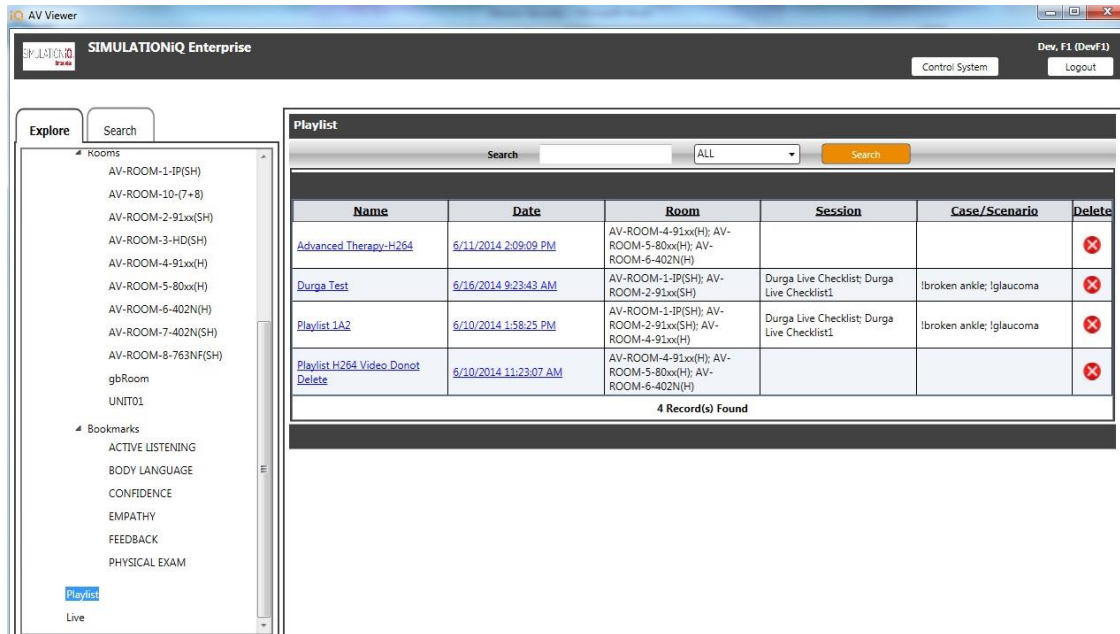 iQ AV Viewer
SIMULATIONiQ
SIMULATIONiQ Enterprise
Dev, F1 (DevF1)
Control System
Logout
Explore
Search
Rooms
AV-ROOM-1-IP(SH)
AV-ROOM-10-(7+8)
AV-ROOM-2-91xx(SH)
AV-ROOM-3-HD(SH)
AV-ROOM-4-91xx(H)
AV-ROOM-5-80xx(H)
AV-ROOM-6-402N(H)
AV-ROOM-7-402N(SH)
AV-ROOM-8-763NF(SH)
gbRoom
UNIT01
Bookmarks
ACTIVE LISTENING
BODY LANGUAGE
CONFIDENCE
EMPATHY
FEEDBACK
PHYSICAL EXAM
Playlist
Live
Playlist
Search
ALL
Search
Name Date Room Session Case/Scenario Delete
Advanced Therapy-H264
6/11/2014 2:09:09 PM
AV-ROOM-4-91xx(H); AV-
ROOM-5-80xx(H); AV-
ROOM-6-402N(H)
Durga Test
6/16/2014 9:23:43 AM
AV-ROOM-1-IP(SH); AV-
ROOM-2-91xx(SH)
Durga Live Checklist; Durga
Live Checklist1
!broken ankle; !glaucoma
Playlist 1A2
6/10/2014 1:58:25 PM
AV-ROOM-1-IP(SH); AV-
ROOM-2-91xx(SH); AV-
ROOM-4-91xx(H)
Durga Live Checklist; Durga
Live Checklist1
!broken ankle; !glaucoma
Playlist H264 Video Donot
Delete
6/10/2014 11:23:07 AM
AV-ROOM-4-91xx(H); AV-
ROOM-5-80xx(H); AV-
ROOM-6-402N(H)
4 Record(s) Found